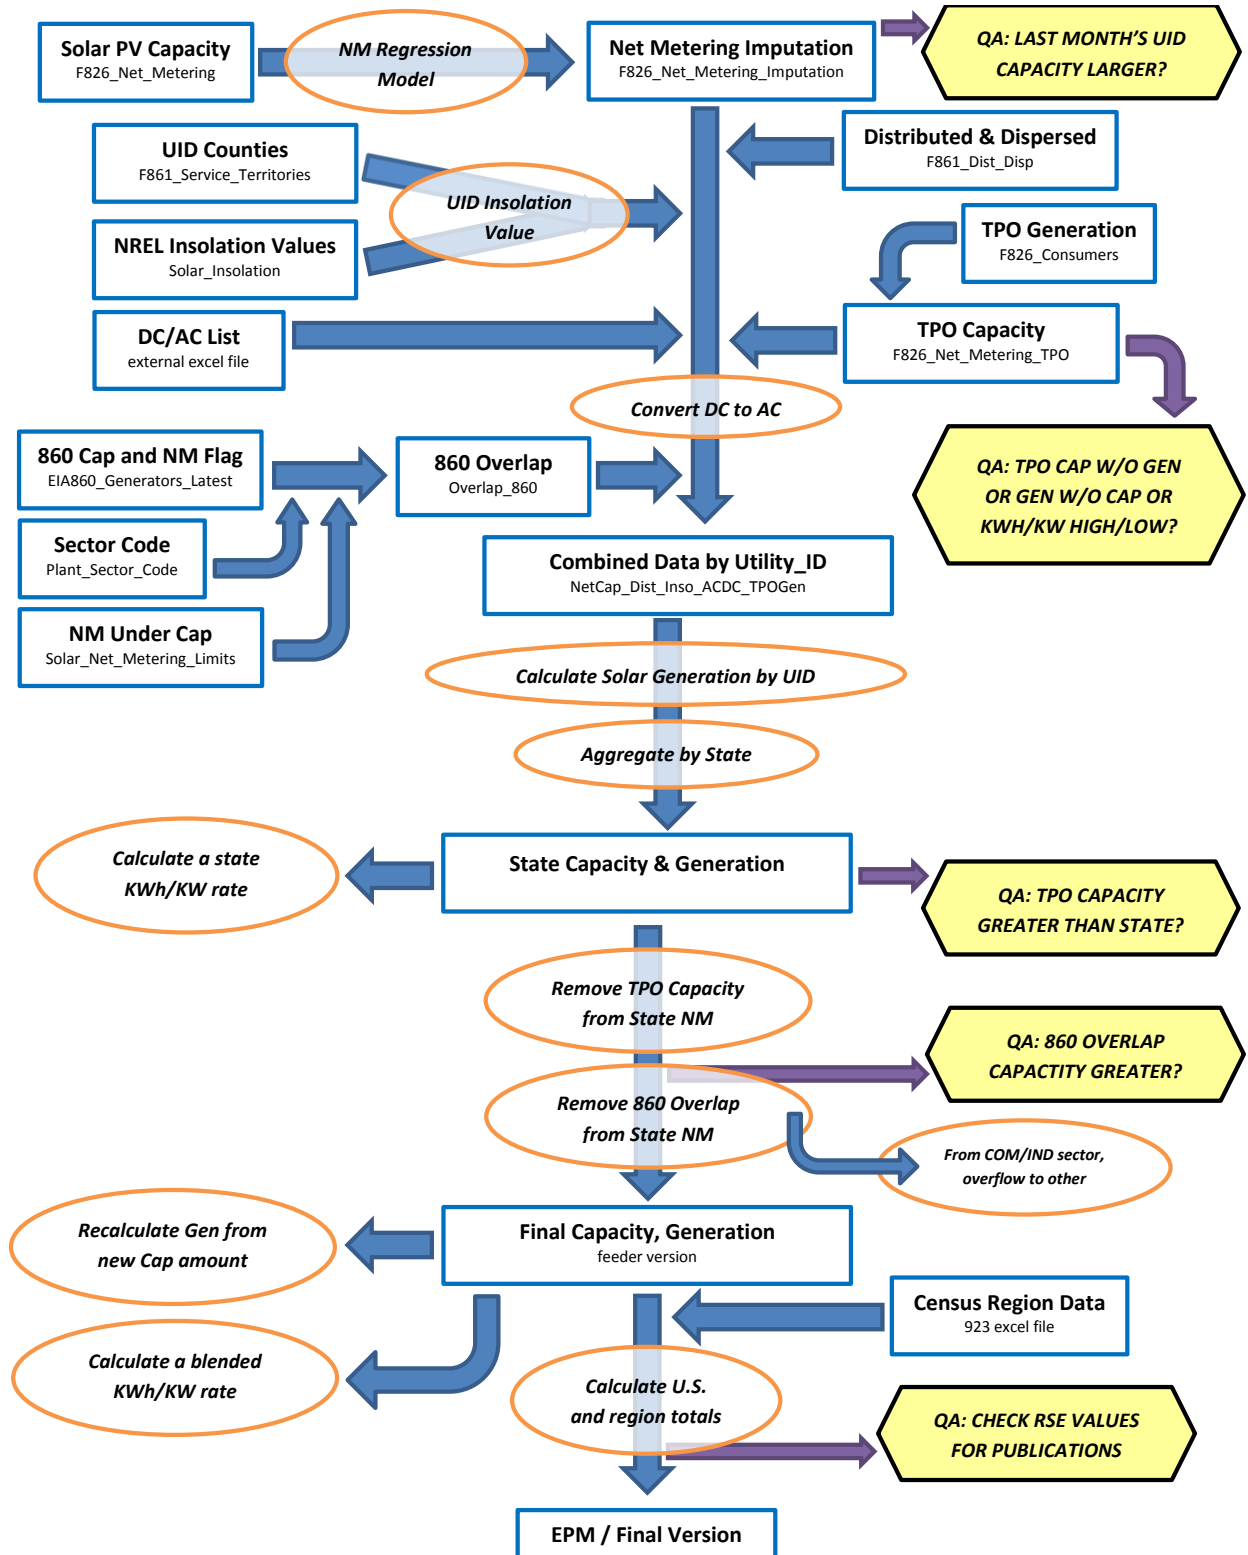 Solar PV Capacity
F826_Net_Metering
NM Regression
Model
Net Metering Imputation
F826_Net_Metering_Imputation
QA: LAST MONTH'S UID
CAPACITY LARGER?
UID Counties
F861_Service_Territories
Distributed & Dispersed
F861_Dist_Disp
UID Insolation
Value
NREL Insolation Values
Solar_Insolation
TPO Generation
F826_Consumers
DC/AC List
external excel file
TPO Capacity
F826_Net_Metering_TPO
Convert DC to AC
860 Cap and NM Flag
EIA860_Generators_Latest
860 Overlap
Overlap_860
QA: TPO CAP W/O GEN
OR GEN W/O CAP OR
KWH/KW HIGH/LOW?
Sector Code
Plant_Sector_Code
Combined Data by Utility_ID
NetCap_Dist_Inso_ACDC_TPOGen
NM Under Cap
Solar_Net_Metering_Limits
Calculate Solar Generation by UID
Aggregate by State
Calculate a state
KWh/KW rate
State Capacity & Generation
QA: TPO CAPACITY
GREATER THAN STATE?
Remove TPO Capacity
from State NM
QA: 860 OVERLAP
CAPACTITY GREATER?
Remove 860 Overlap
from State NM
From COM/IND sector,
overflow to other
Recalculate Gen from
new Cap amount
Final Capacity, Generation
feeder version
Census Region Data
923 excel file
Calculate a blended
KWh/KW rate
Calculate U.S.
and region totals
QA: CHECK RSE VALUES
FOR PUBLICATIONS
EPM / Final Version